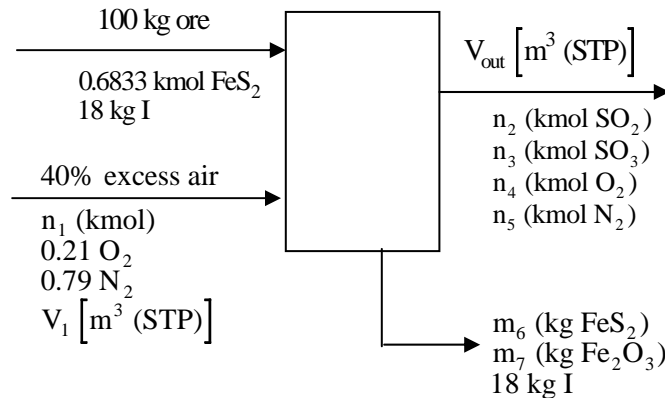 100 kg ore
0.6833 kmol FeS₂
18 kg I
40% excess air
n₁ (kmol)
0.21 O₂
0.79 N₂
V₁ [m³ (STP)]
V_out [m³ (STP)]
n₂ (kmol SO₂)
n₃ (kmol SO₃)
n₄ (kmol O₂)
n₅ (kmol N₂)
m₆ (kg FeS₂)
m₇ (kg Fe₂O₃)
18 kg I